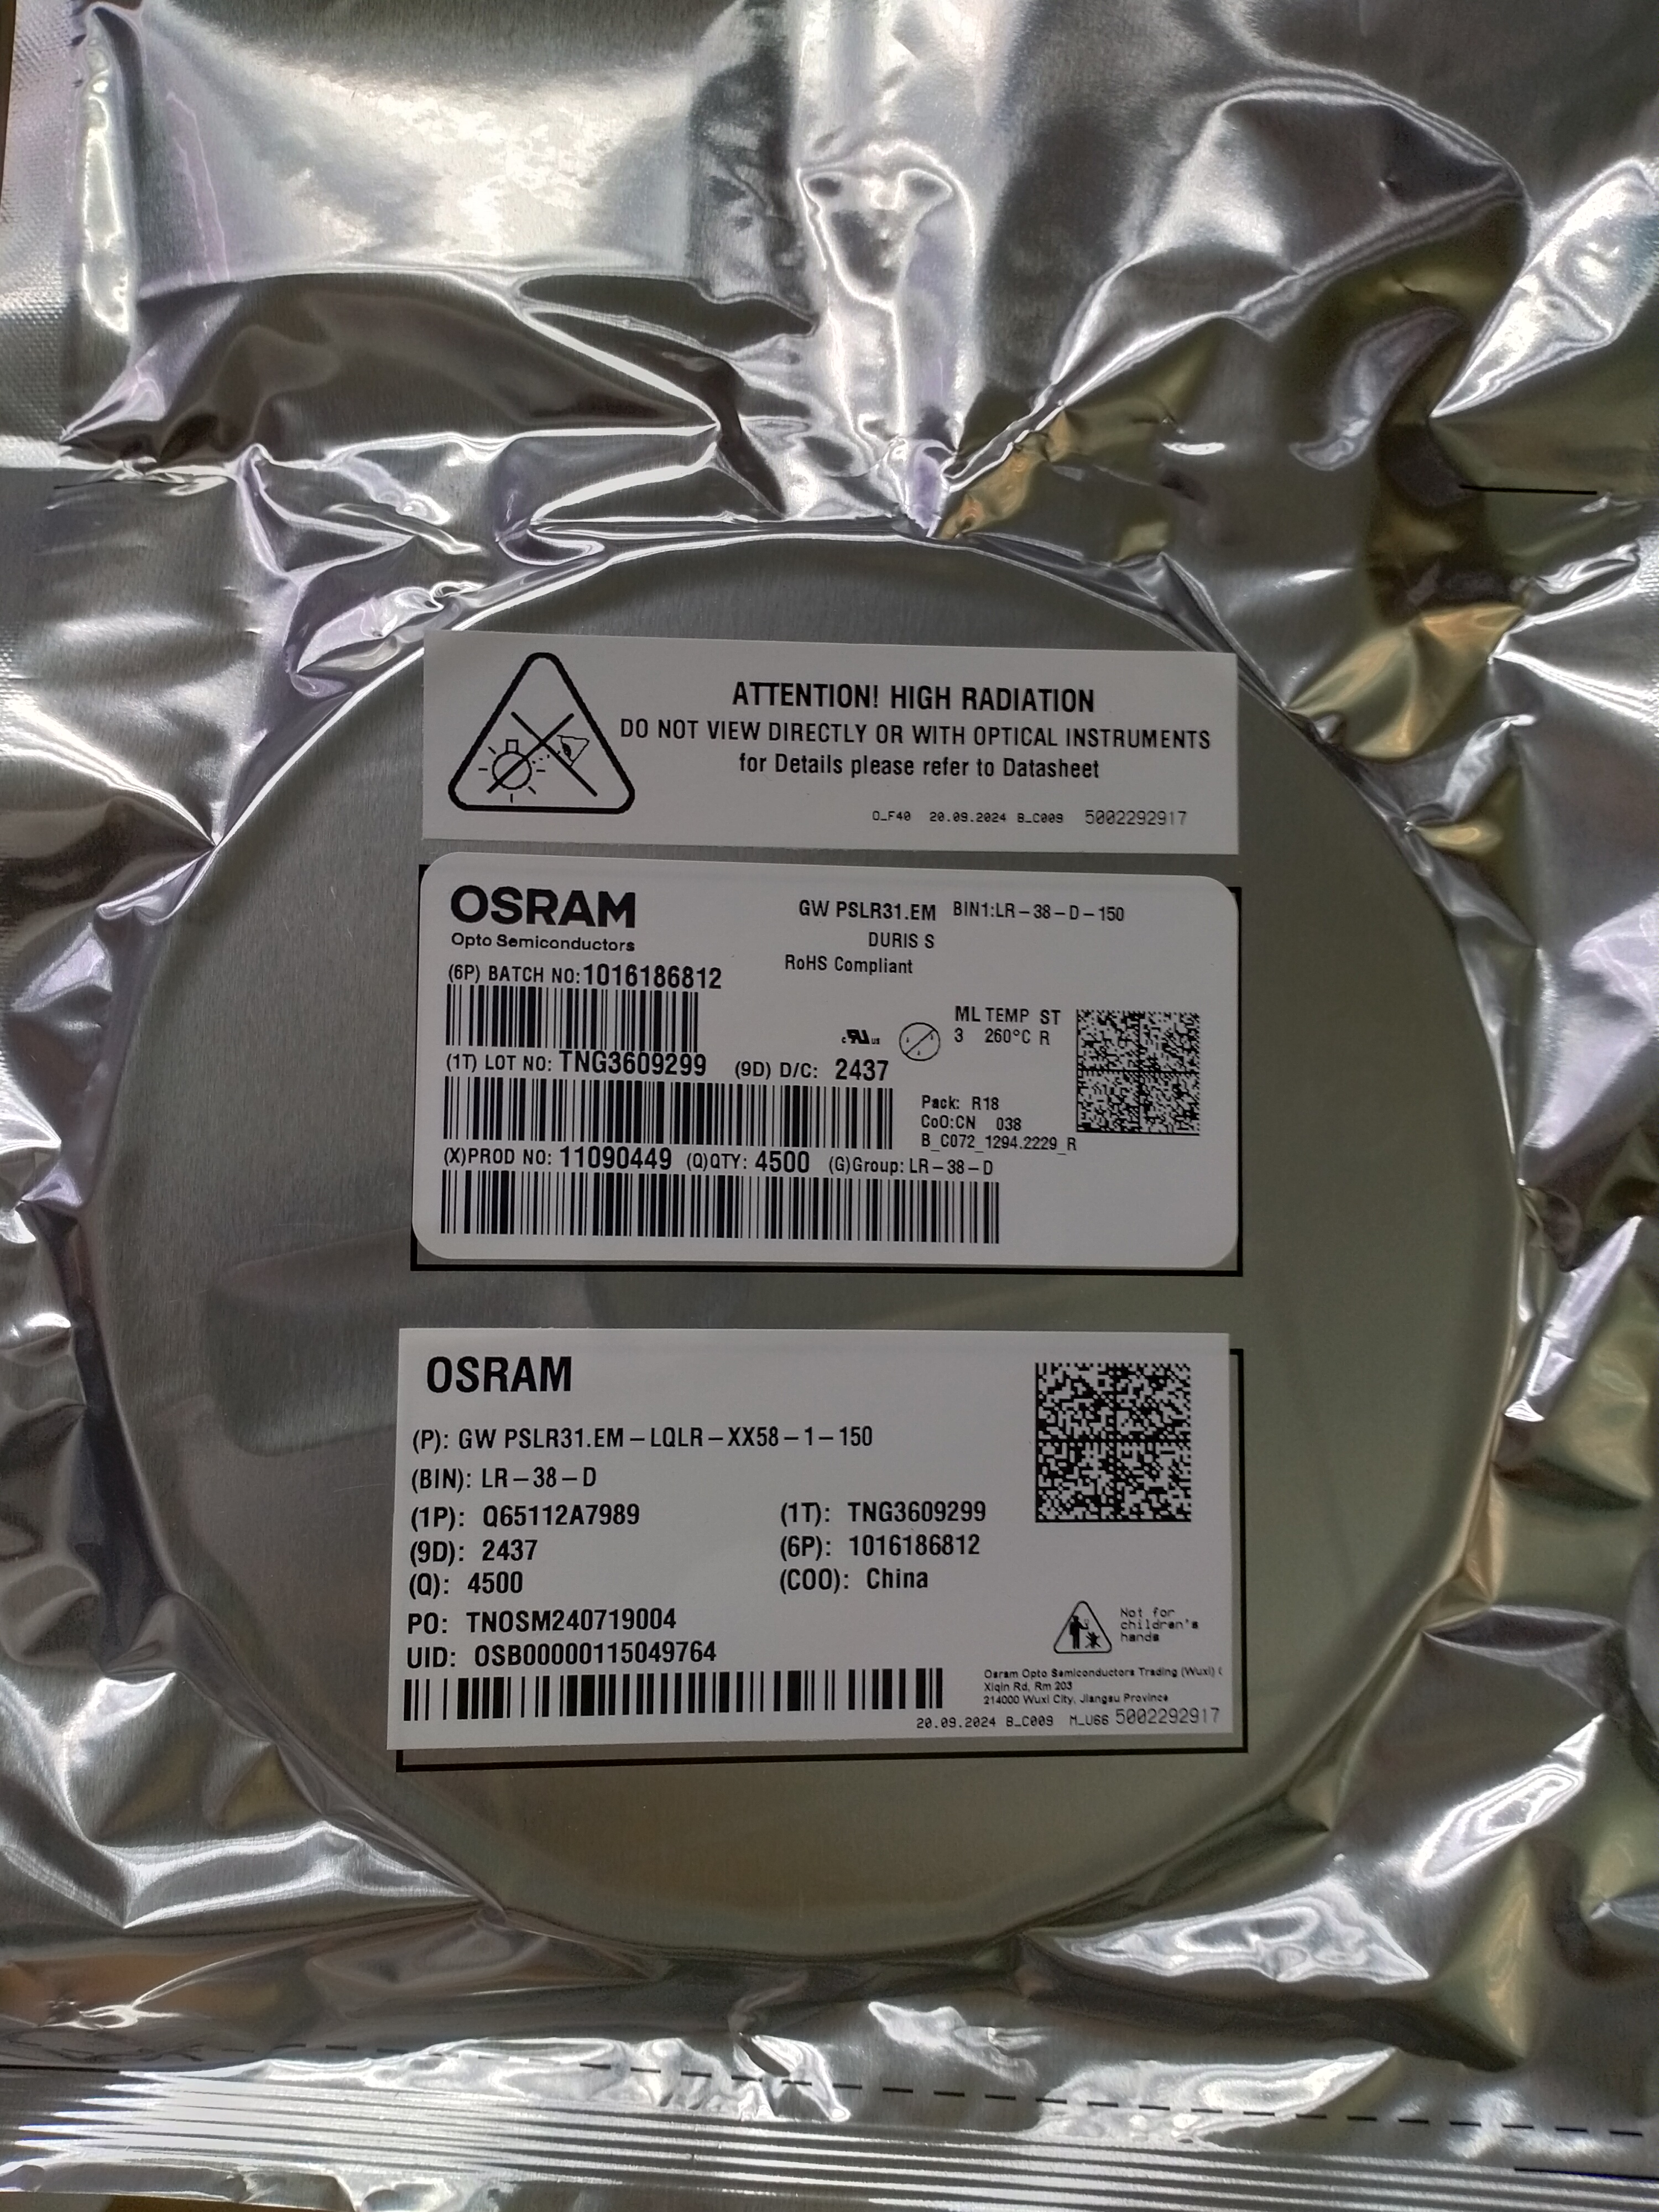 ATTENTION! HIGH RADIATION
DO NOT VIEW DIRECTLY OR WITH OPTICAL INSTRUMENTS
for Details please refer to Datasheet
O_F40 20.09.2024 B_C009 5002292917
OSRAM
Opto Semiconductors
GW PSLR31.EM BIN1:LR-38-D-150
DURIS S
RoHS Compliant
(6P) BATCH NO:1016186812
ML TEMP ST
3 260°C R
(1T) LOT NO: TNG3609299 (9D) D/C: 2437
Pack: R18
CoO:CN 038
B_C072_1294.2229_R
(X)PROD NO: 11090449 (Q)QTY: 4500 (G)Group: LR-38-D
OSRAM
(P): GW PSLR31.EM-LQLR-XX58-1-150
(BIN): LR-38-D
(1P): Q65112A7989 (1T): TNG3609299
(9D): 2437 (6P): 1016186812
(Q): 4500 (COO): China
PO: TNOSM240719004
UID: OSB00000115049764
Not for
children's
hands
Osram Opto Semiconductors Trading (Wuxi) (
Xiqin Rd, Rm 203
214000 Wuxi City, Jiangsu Province
20.09.2024 B_C009 M_U66 5002292917